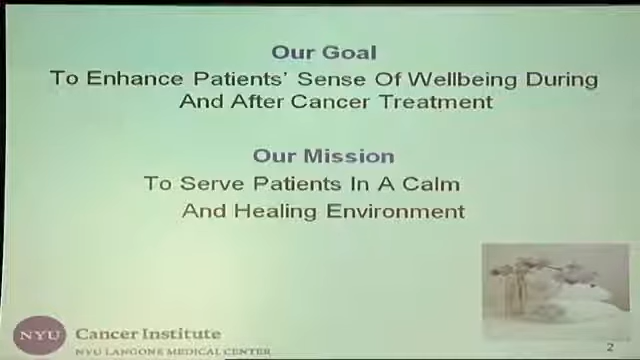 Our Goal
To Enhance Patients' Sense Of Wellbeing During
And After Cancer Treatment
Our Mission
To Serve Patients In A Calm
And Healing Environment
NYU Cancer Institute
NYU LANGONE MEDICAL CENTER
2